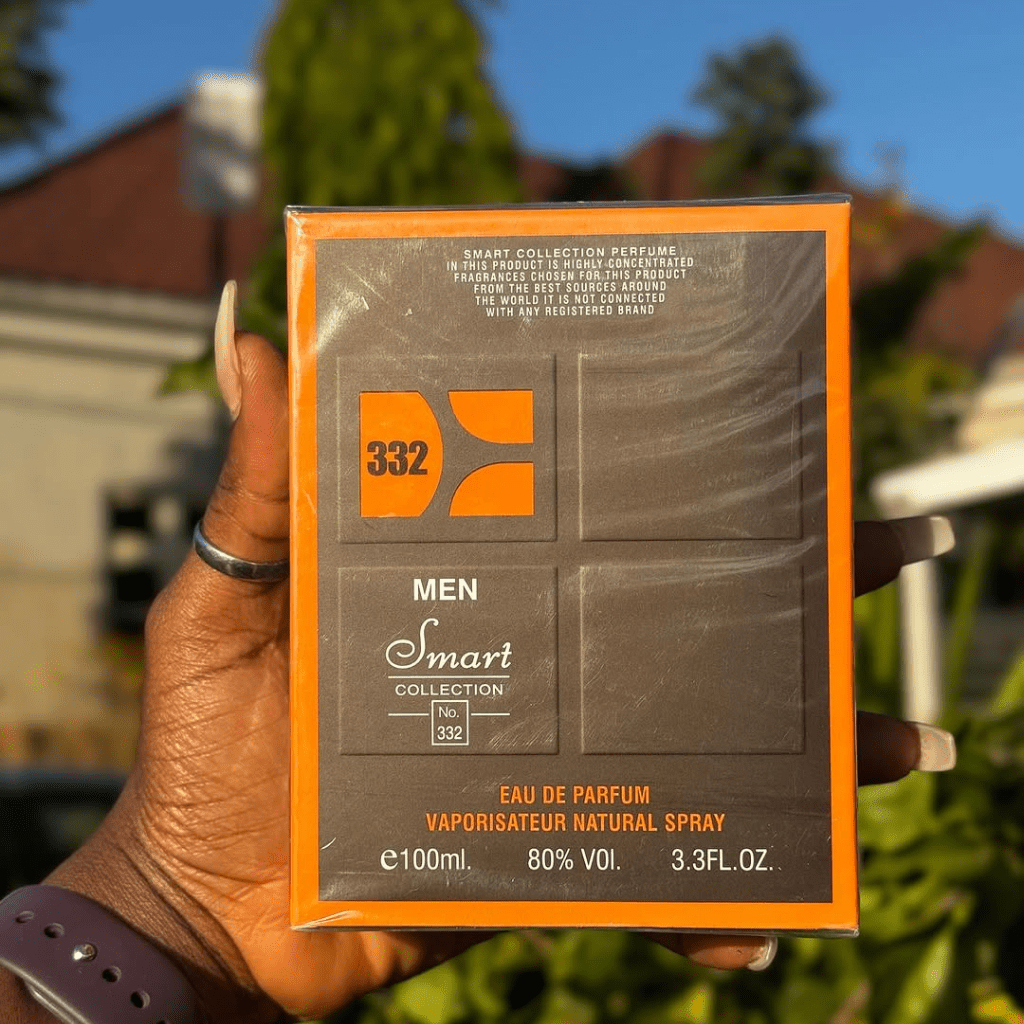 SMART COLLECTION PERFUME
IN THIS PRODUCT IS HIGHLY CONCENTRATED
FRAGRANCES CHOSEN FOR THIS PRODUCT
FROM THE BEST SOURCES AROUND
THE WORLD IT IS NOT CONNECTED
WITH ANY REGISTERED BRAND
332
MEN
Smart
COLLECTION
No.
332
EAU DE PARFUM
VAPORISATEUR NATURAL SPRAY
e100ml. 80% VOl. 3.3FL.OZ.